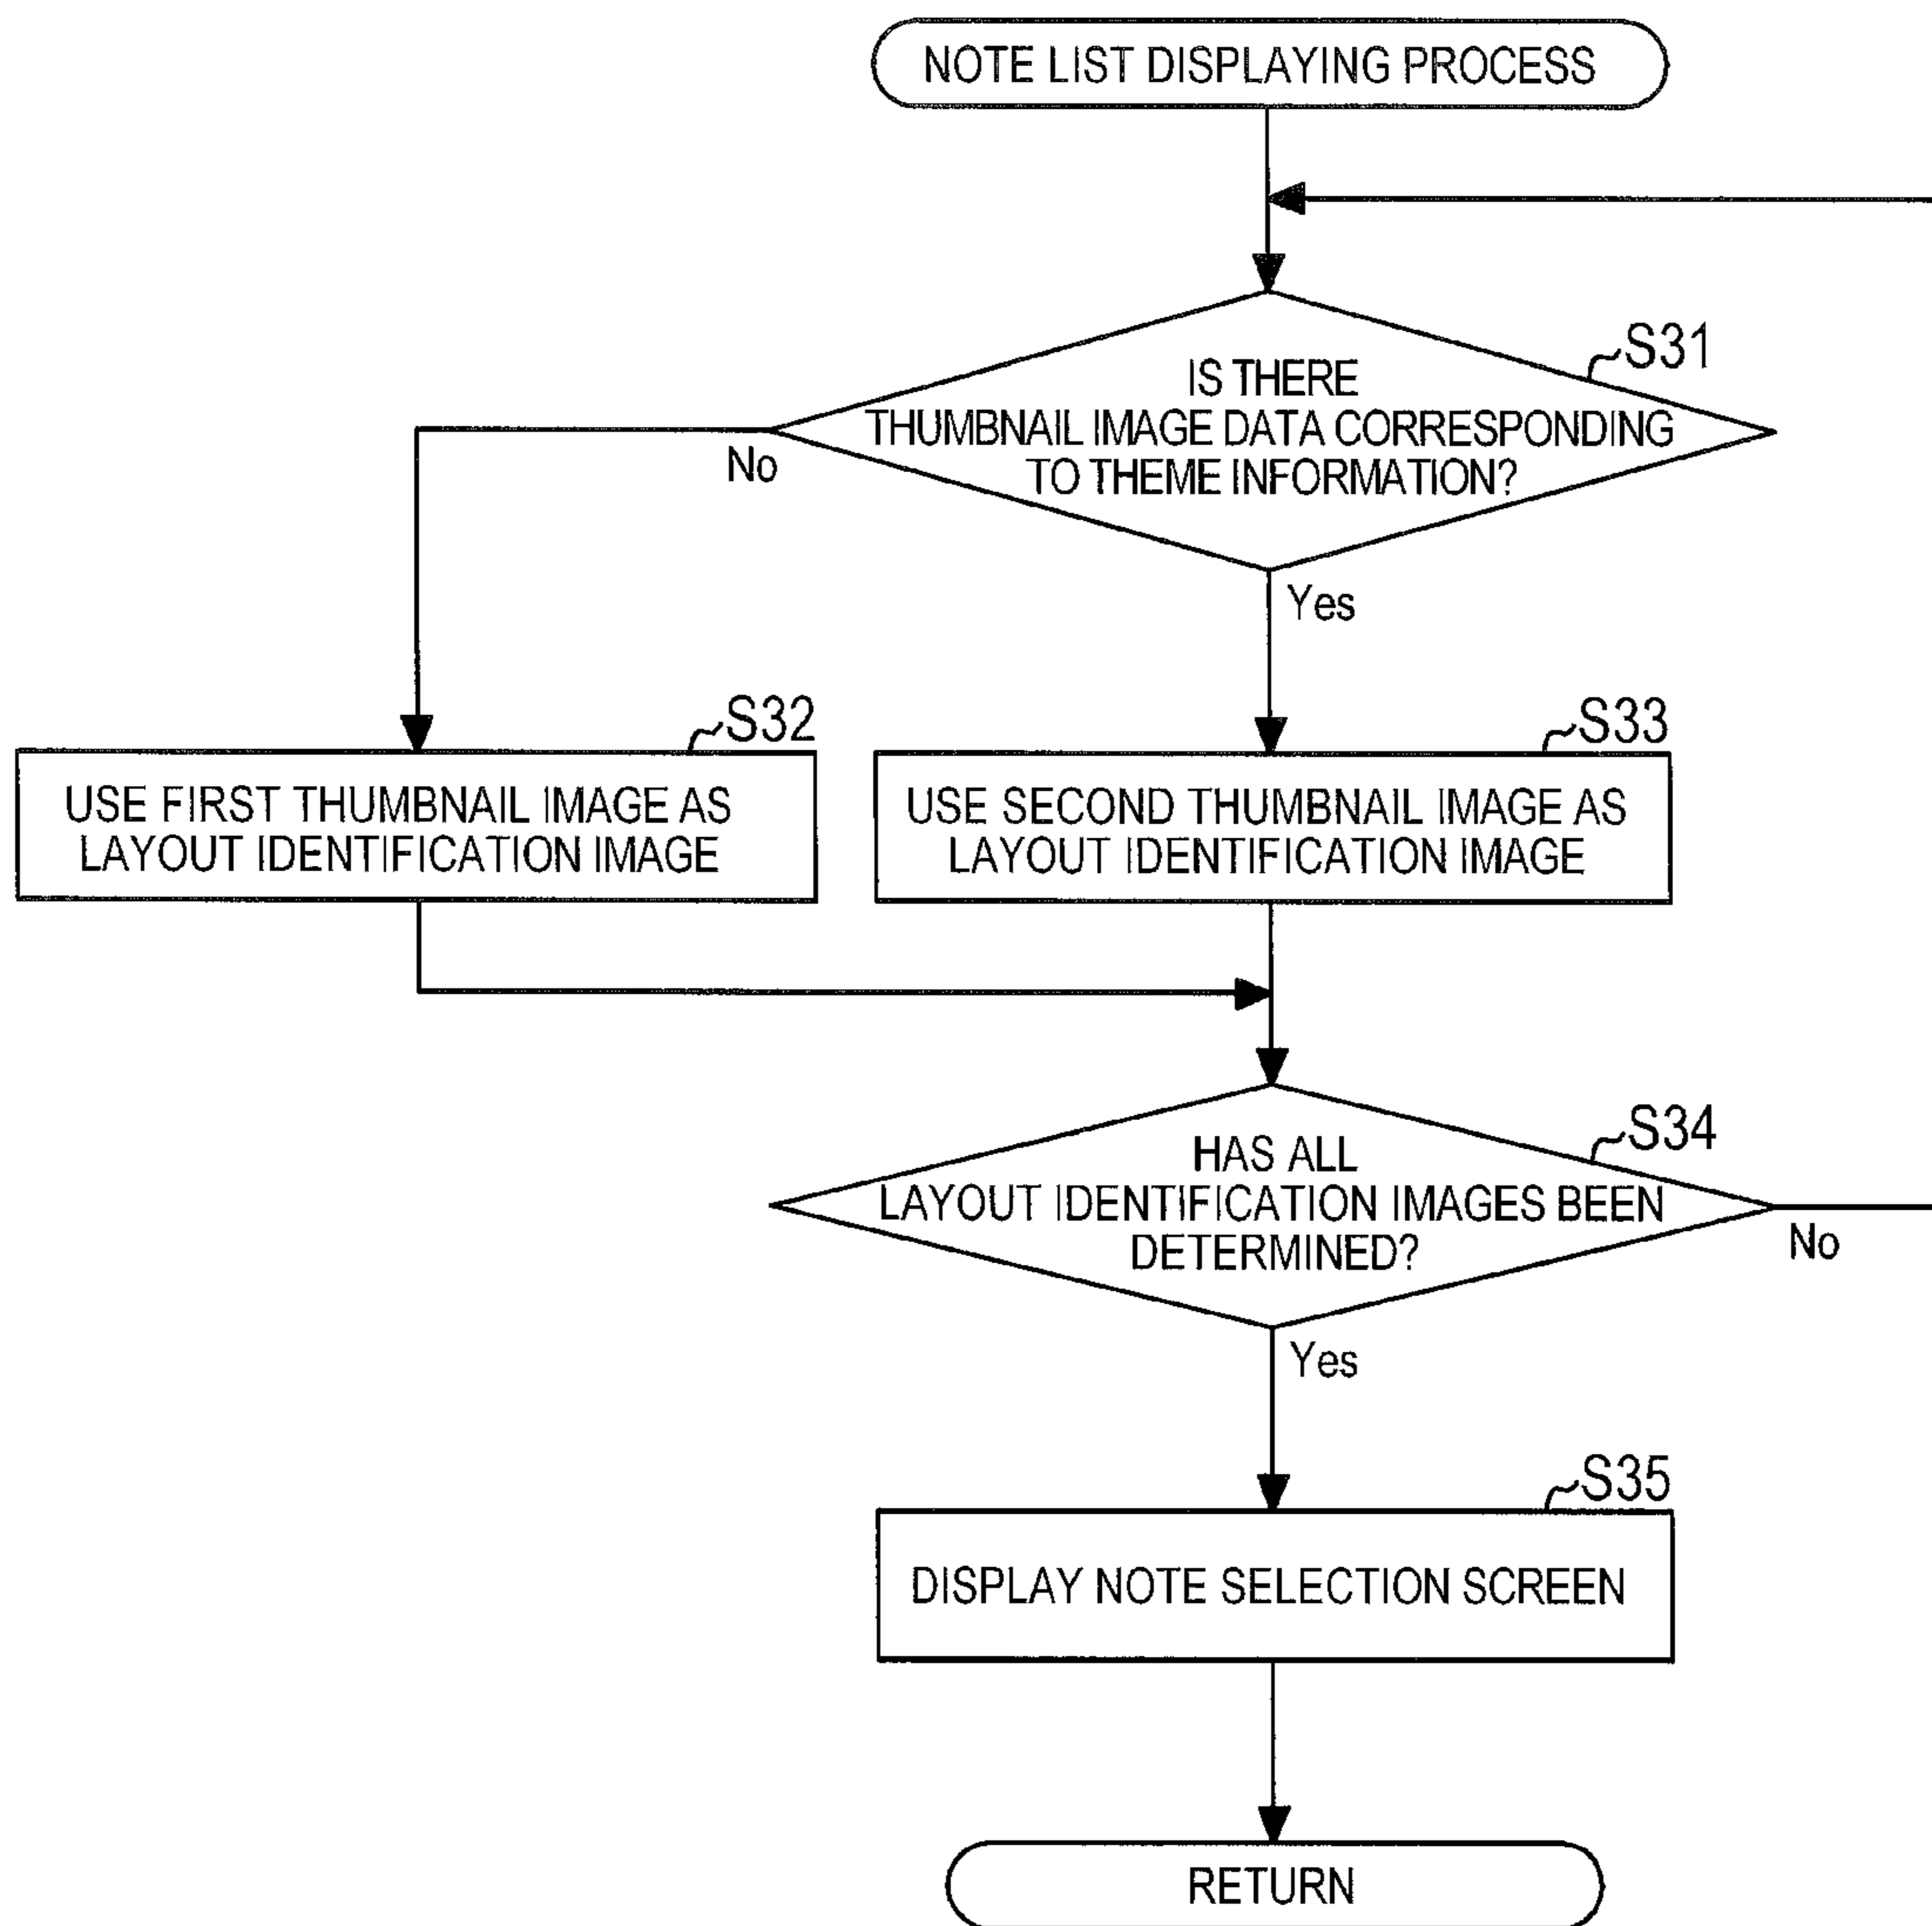 NOTE LIST DISPLAYING PROCESS
S31
IS THERE
THUMBNAIL IMAGE DATA CORRESPONDING
TO THEME INFORMATION?
No
Yes
S32
USE FIRST THUMBNAIL IMAGE AS
LAYOUT IDENTIFICATION IMAGE
S33
USE SECOND THUMBNAIL IMAGE AS
LAYOUT IDENTIFICATION IMAGE
S34
HAS ALL
LAYOUT IDENTIFICATION IMAGES BEEN
DETERMINED?
No
Yes
S35
DISPLAY NOTE SELECTION SCREEN
RETURN